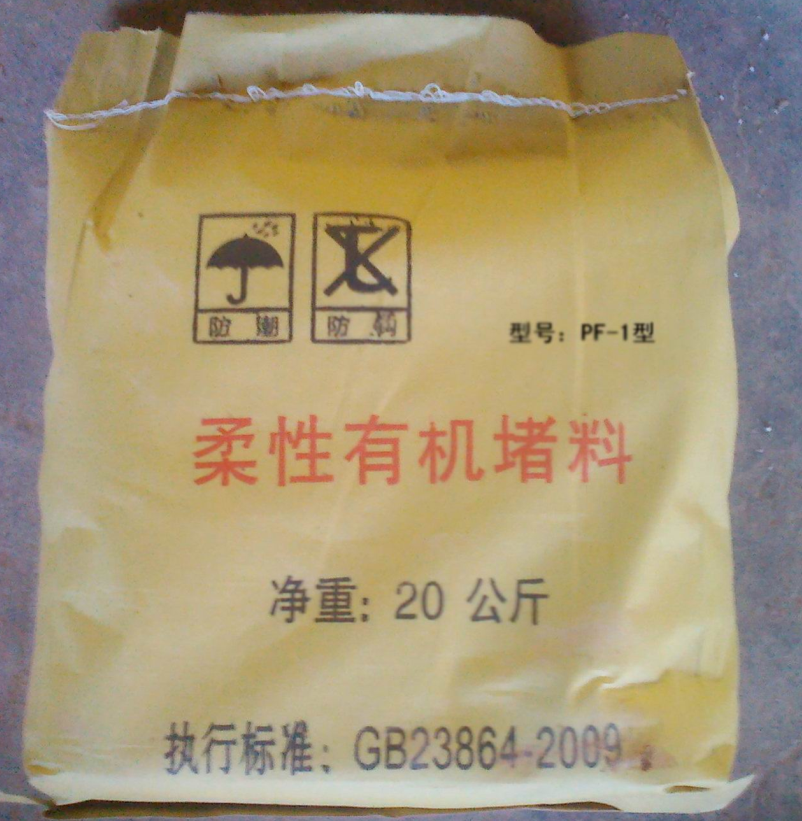 防潮 防钩
型号：PF-1型
柔性有机堵料
净重：20 公斤
执行标准：GB23864-2009